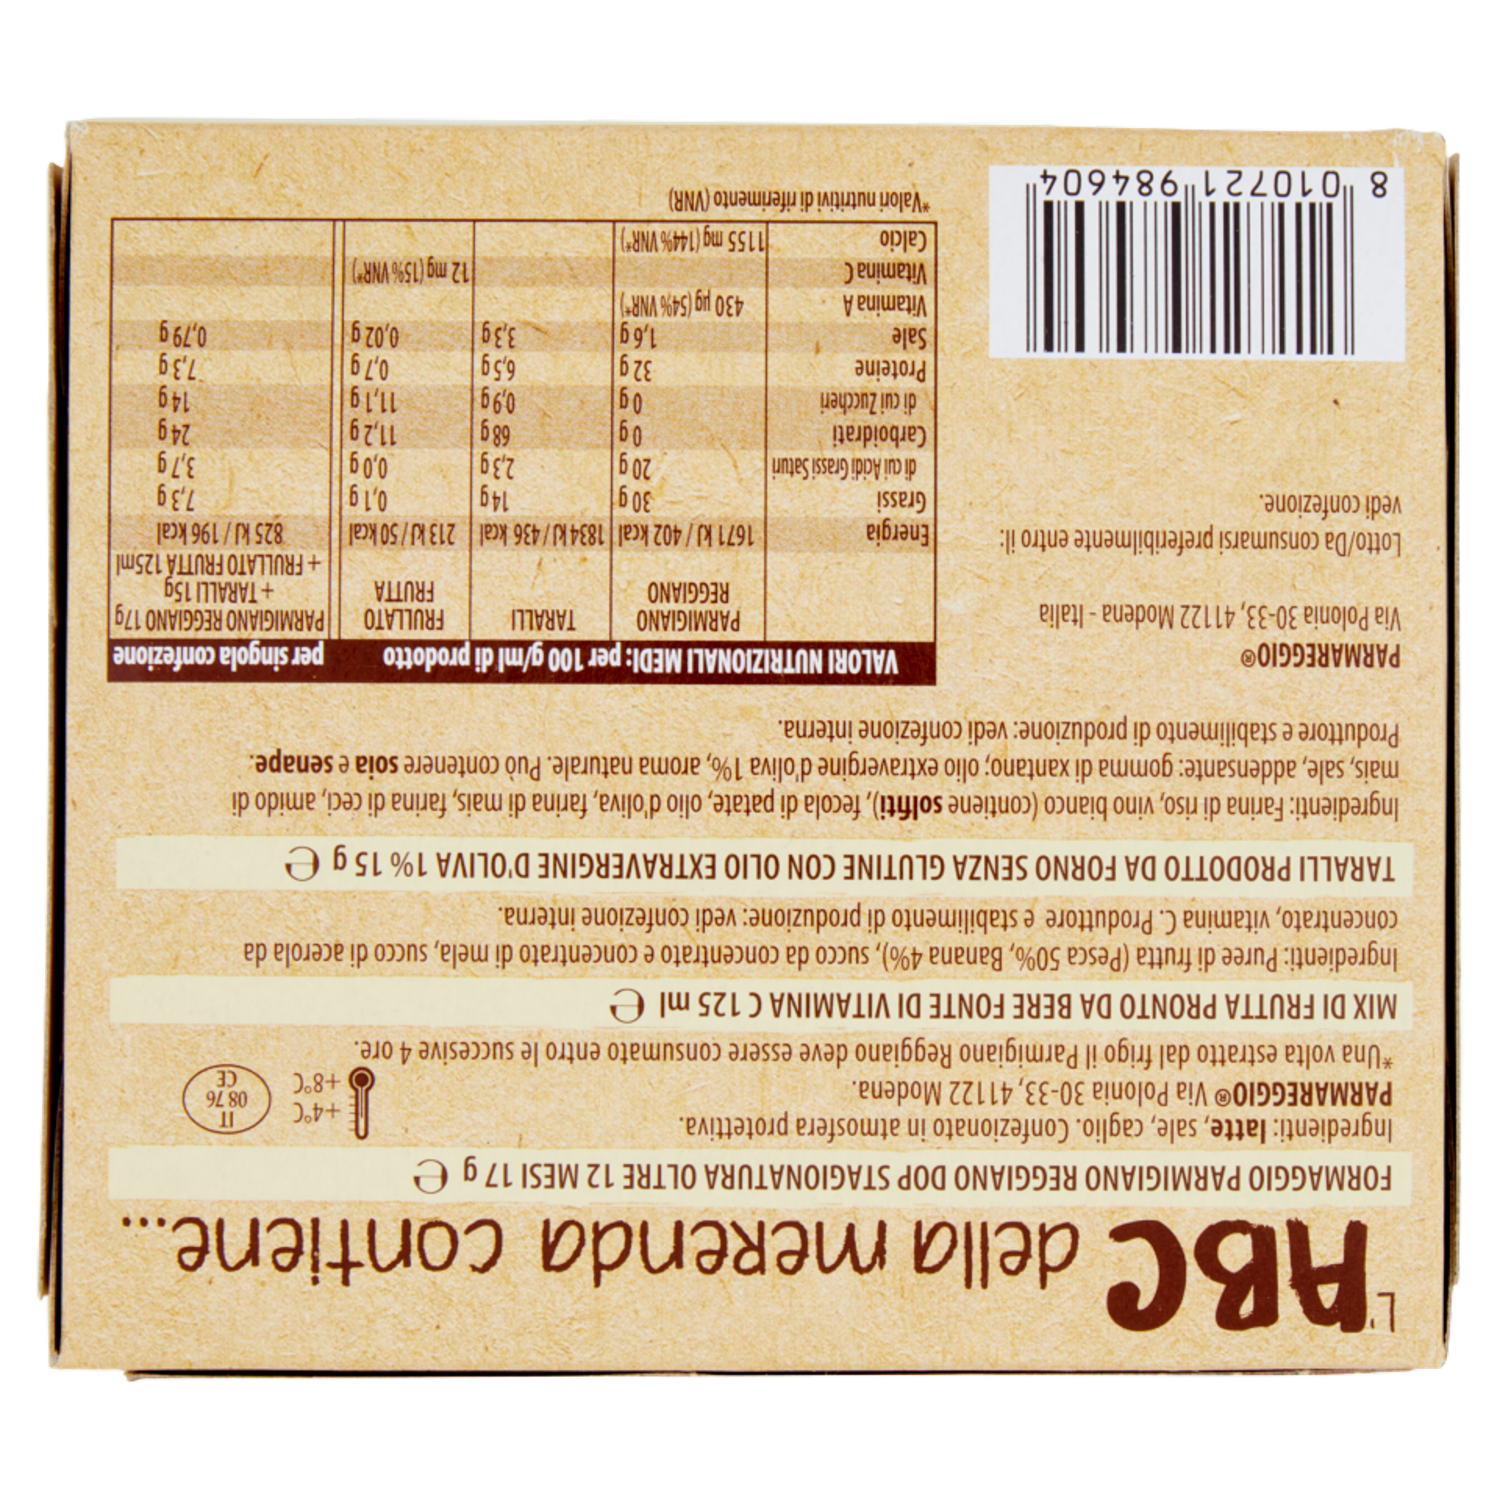 L'ABC della merenda contiene...
FORMAGGIO PARMIGIANO REGGIANO DOP STAGIONATURA OLTRE 12 MESI 17 g ℮
Ingredienti: latte, sale, caglio. Confezionato in atmosfera protettiva.
PARMAREGGIO® Via Polonia 30-33, 41122 Modena.
*Una volta estratto dal frigo il Parmigiano Reggiano deve essere consumato entro le succesive 4 ore.
+4°C
+8°C
IT
08 76
CE
MIX DI FRUTTA PRONTO DA BERE FONTE DI VITAMINA C 125 ml ℮
Ingredienti: Puree di frutta (Pesca 50%, Banana 4%), succo da concentrato e concentrato di mela, succo di acerola da
concentrato, vitamina C. Produttore e stabilimento di produzione: vedi confezione interna.
TARALLI PRODOTTO DA FORNO SENZA GLUTINE CON OLIO EXTRAVERGINE D'OLIVA 1% 15 g ℮
Ingredienti: Farina di riso, vino bianco (contiene solfiti), fecola di patate, olio d'oliva, farina di mais, farina di ceci, amido di
mais, sale, addensante: gomma di xantano; olio extravergine d'oliva 1%, aroma naturale. Può contenere soia e senape.
Produttore e stabilimento di produzione: vedi confezione interna.
PARMAREGGIO®
Via Polonia 30-33, 41122 Modena - Italia
Lotto/Da consumarsi preferibilmente entro il:
vedi confezione.
8 010721 984604
VALORI NUTRIZIONALI MEDI: per 100 g/ml di prodotto per singola confezione
PARMIGIANO REGGIANO TARALLI FRULLATO FRUTTA PARMIGIANO REGGIANO 17g + TARALLI 15g + FRULLATO FRUTTA 125ml
Energia 1671 kJ / 402 kcal 1834 kJ / 436 kcal 213 kJ / 50 kcal 825 kJ / 196 kcal
Grassi 30 g 14 g 0,1 g 7,3 g
di cui Acidi Grassi Saturi 20 g 2,3 g 0,0 g 3,7 g
Carboidrati 0 g 68 g 11,2 g 24 g
di cui Zuccheri 0 g 0,9 g 11,1 g 14 g
Proteine 32 g 6,5 g 0,7 g 7,3 g
Sale 1,6 g 3,3 g 0,02 g 0,79 g
Vitamina A 430 µg (54% VNR*)
Vitamina C 12 mg (15% VNR*)
Calcio 1155 mg (144% VNR*)
*Valori nutritivi di riferimento (VNR)